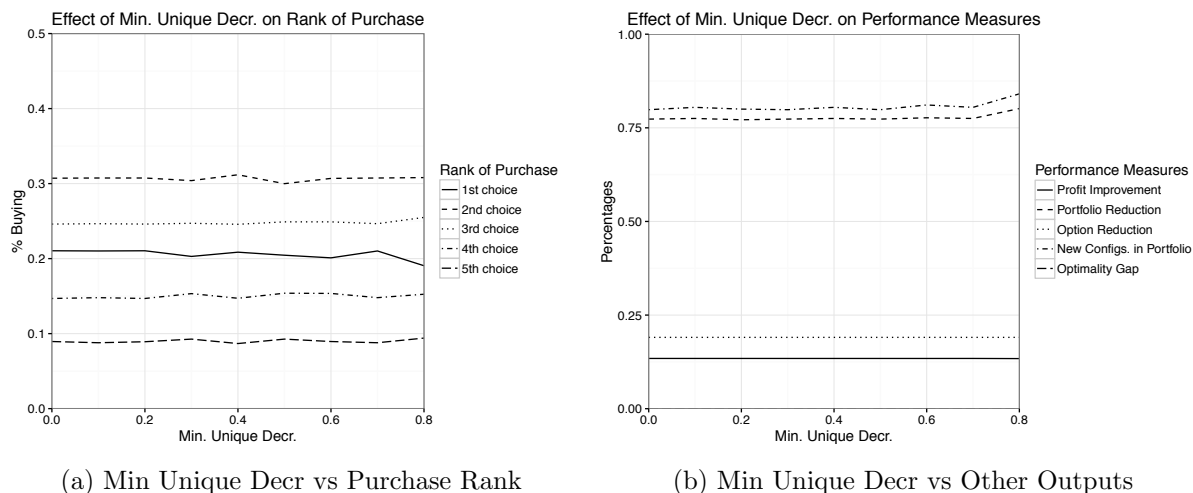 Effect of Min. Unique Decr. on Rank of Purchase
0.5
0.4
0.3
0.2
0.1
0.0
% Buying
0.0 0.2 0.4 0.6 0.8
Min. Unique Decr.
Rank of Purchase
1st choice
2nd choice
3rd choice
4th choice
5th choice
(a) Min Unique Decr vs Purchase Rank
Effect of Min. Unique Decr. on Performance Measures
1.00
0.75
0.50
0.25
0.00
Percentages
0.0 0.2 0.4 0.6 0.8
Min. Unique Decr.
Performance Measures
Profit Improvement
Portfolio Reduction
Option Reduction
New Configs. in Portfolio
Optimality Gap
(b) Min Unique Decr vs Other Outputs